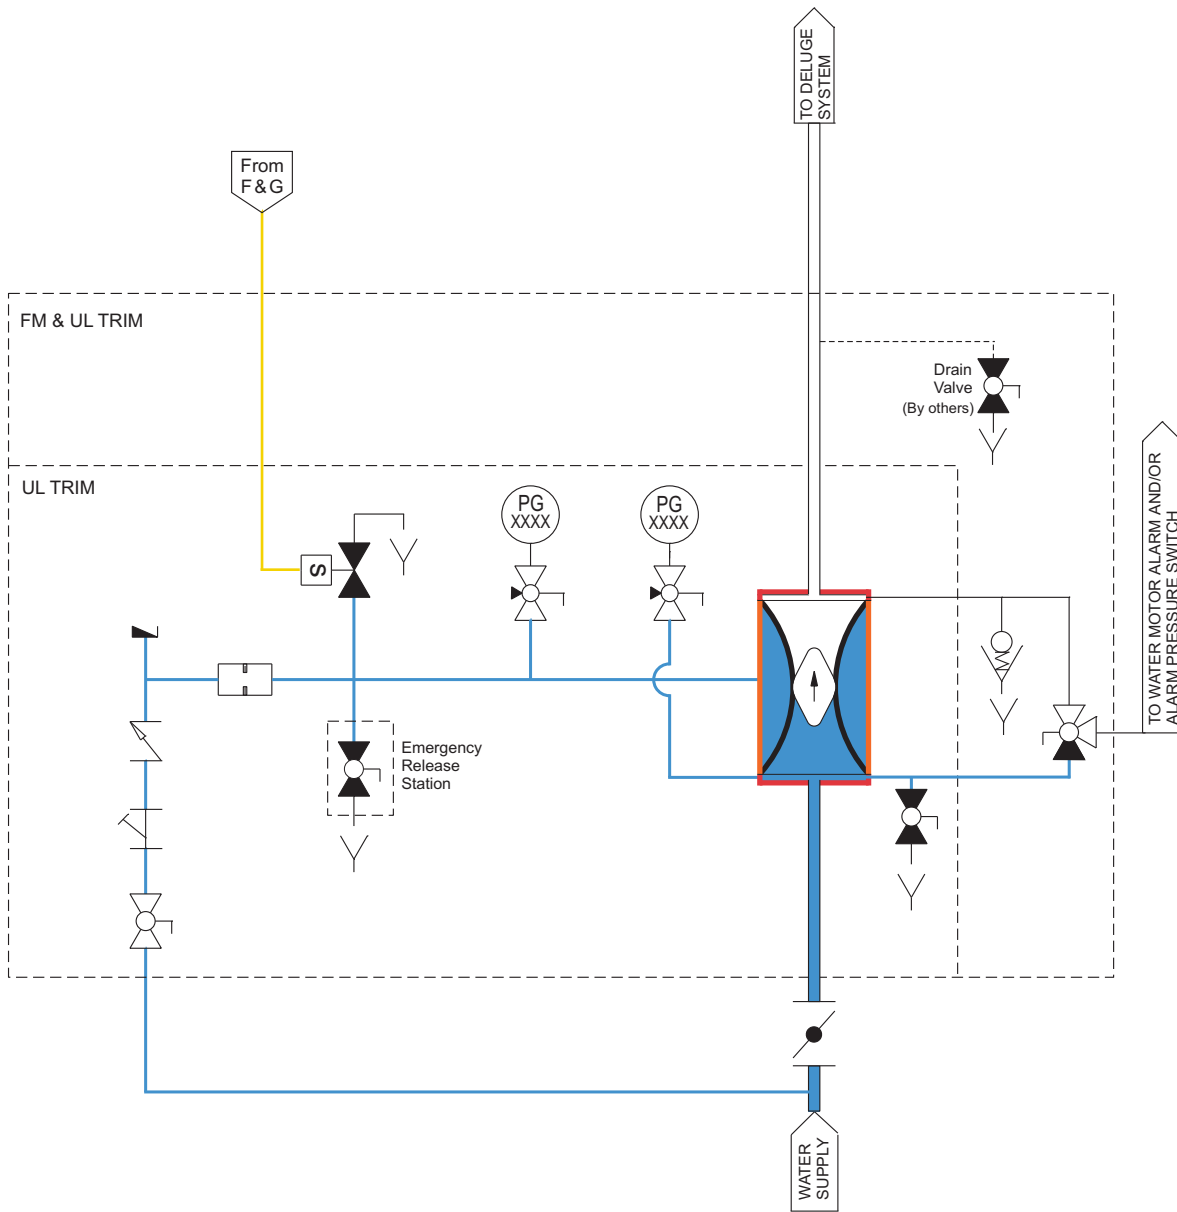 TO DELUGE
SYSTEM
From
F & G
FM & UL TRIM
Drain
Valve
(By others)
UL TRIM
PG
XXXX
PG
XXXX
S
TO WATER MOTOR ALARM AND/OR
ALARM PRESSURE SWITCH
Emergency
Release
Station
WATER
SUPPLY